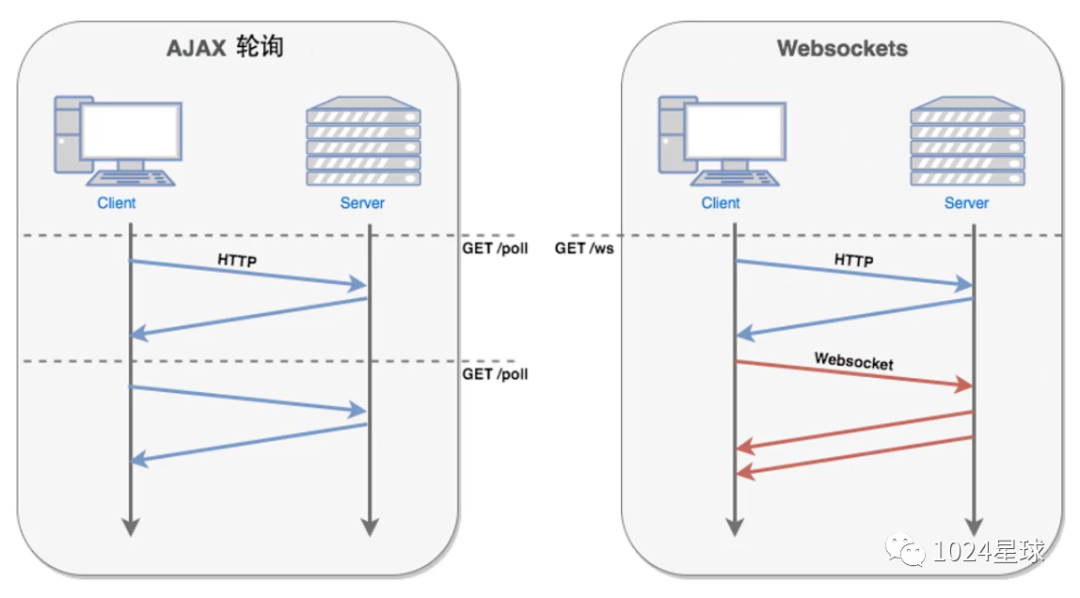 AJAX 轮询
Client
Server
GET /poll
HTTP
GET /poll
Websockets
Client
Server
GET /ws
HTTP
Websocket
1024星球